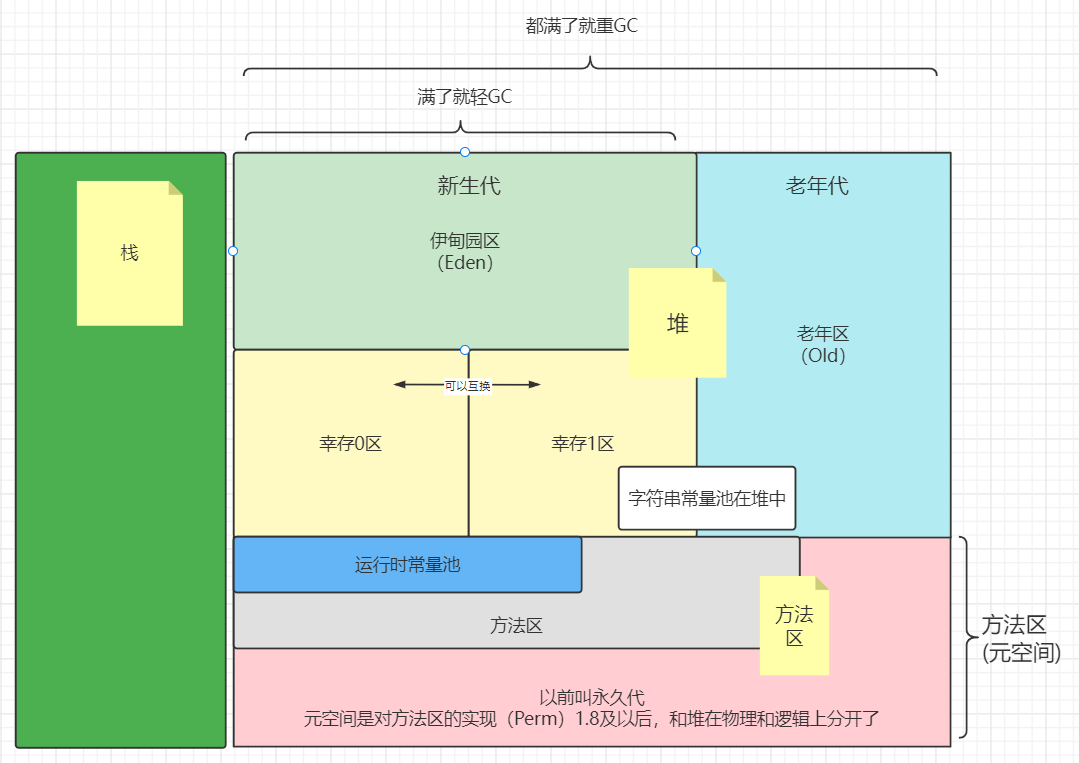 都满了就重GC
满了就轻GC
新生代
老年代
伊甸园区
（Eden）
栈
堆
老年区
（Old）
可以互换
幸存0区
幸存1区
字符串常量池在堆中
运行时常量池
方法区
方法
区
方法区
(元空间)
以前叫永久代
元空间是对方法区的实现（Perm）1.8及以后，和堆在物理和逻辑上分开了